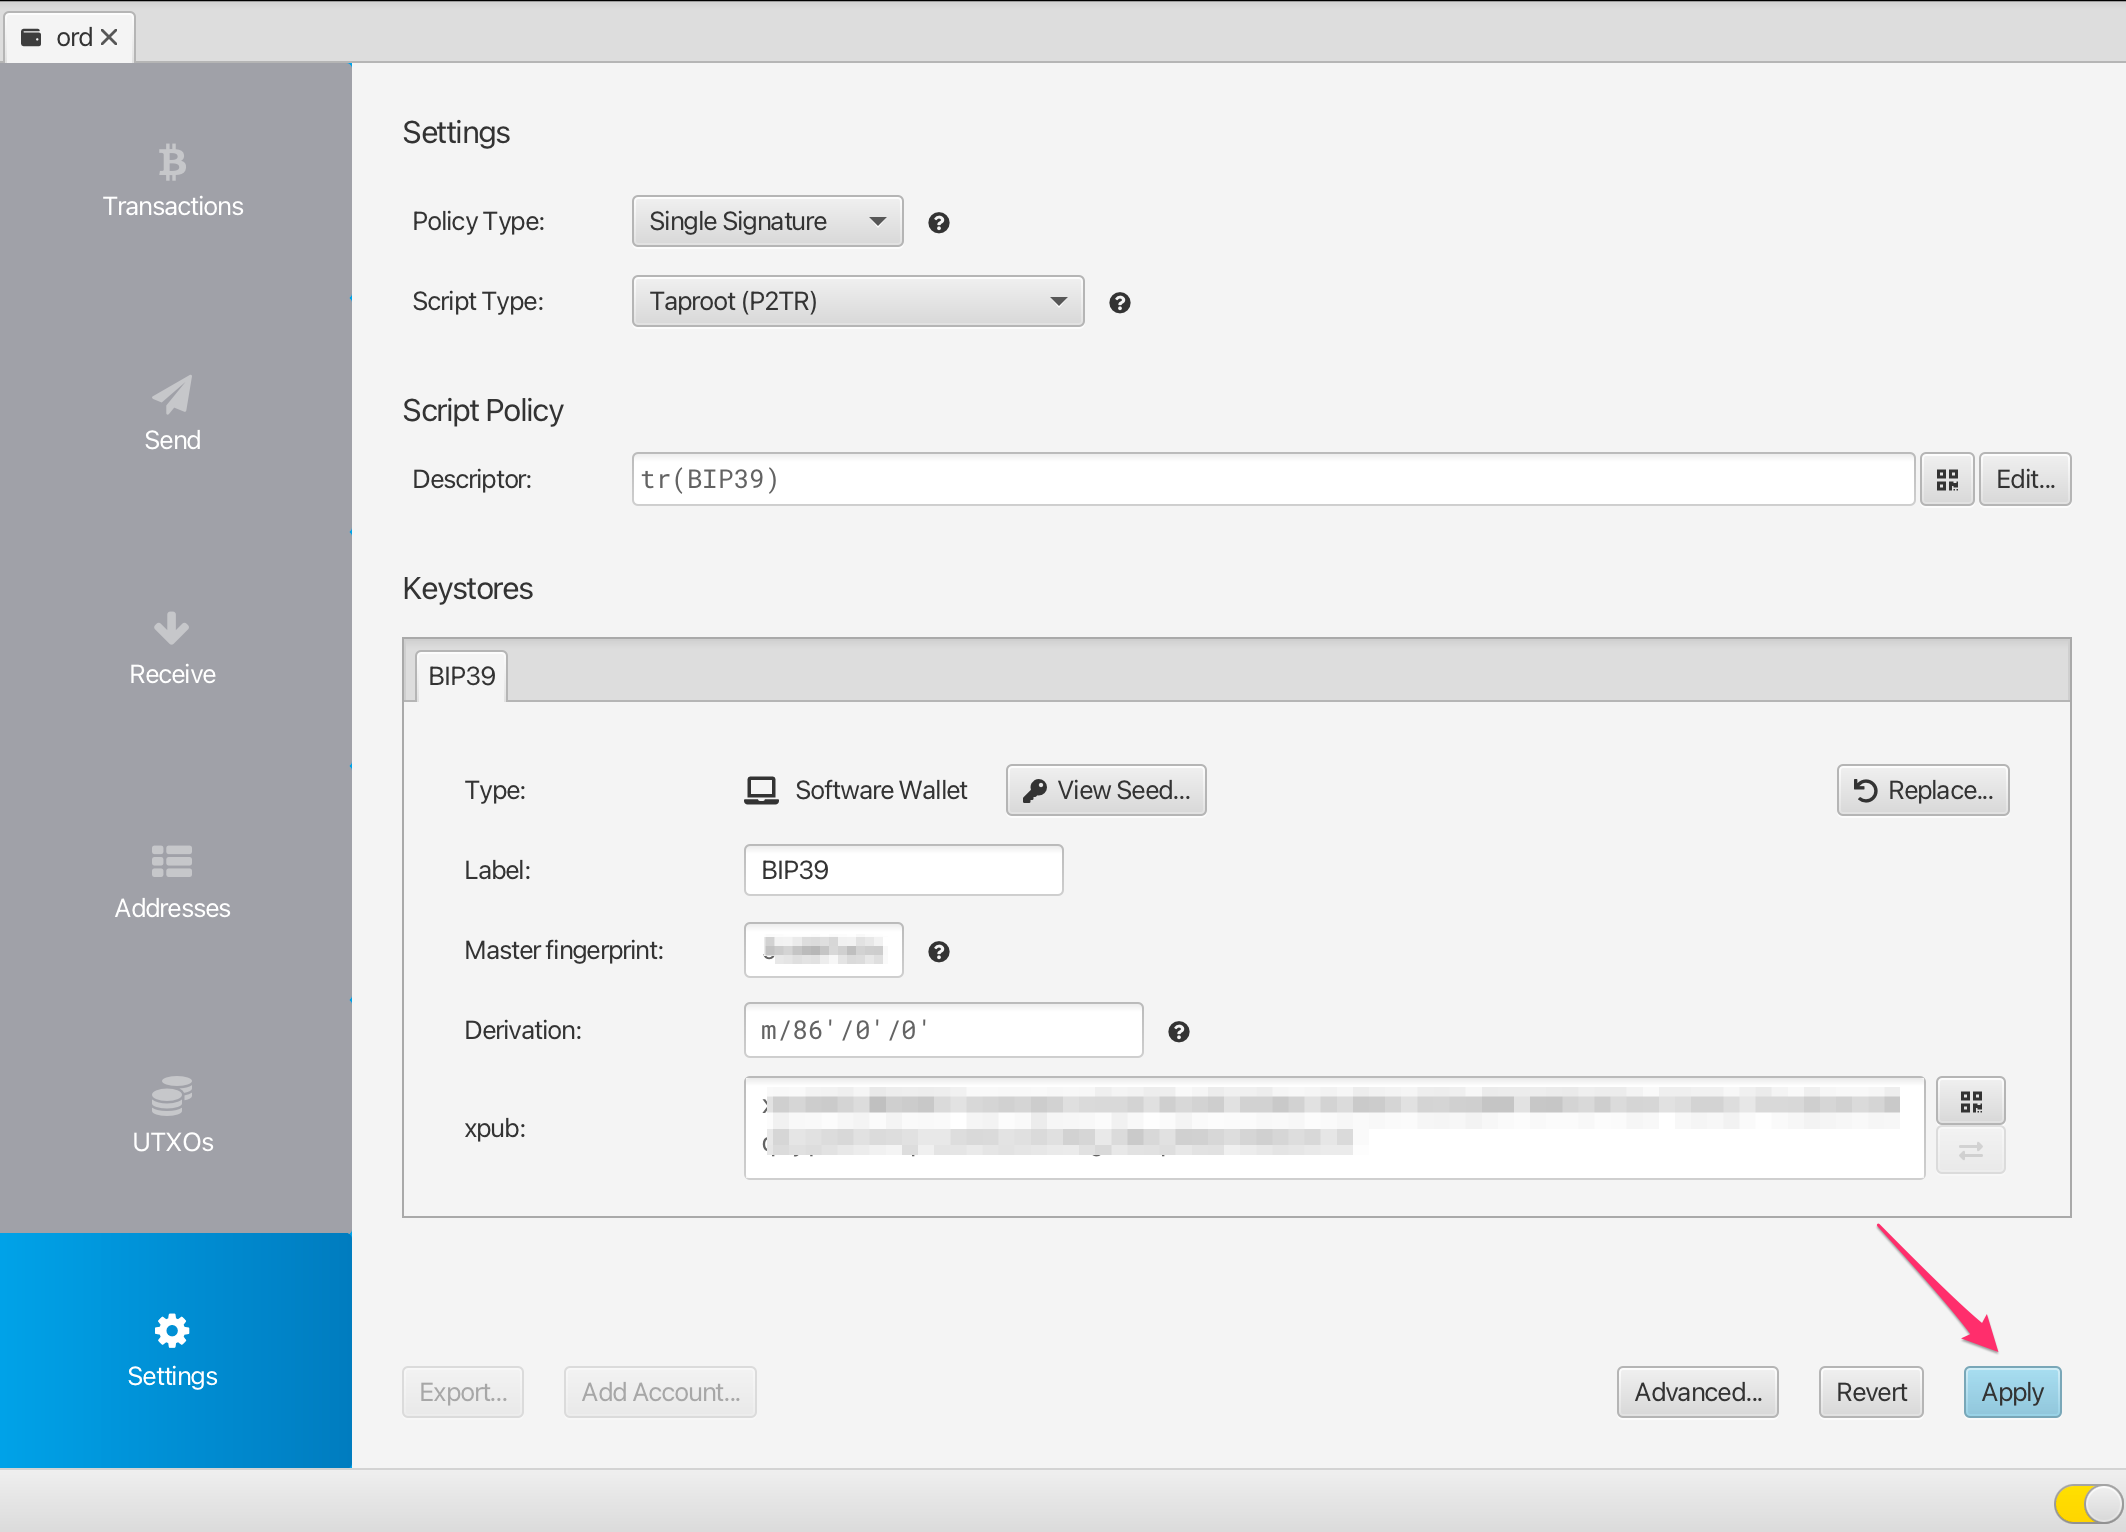 ord
Transactions
Send
Receive
Addresses
UTXOs
Settings
Settings
Policy Type: Single Signature
Script Type: Taproot (P2TR)
Script Policy
Descriptor: tr(BIP39) Edit...
Keystores
BIP39
Type: Software Wallet View Seed... Replace...
Label: BIP39
Master fingerprint:
Derivation: m/86'/0'/0'
xpub:
Export... Add Account... Advanced... Revert Apply